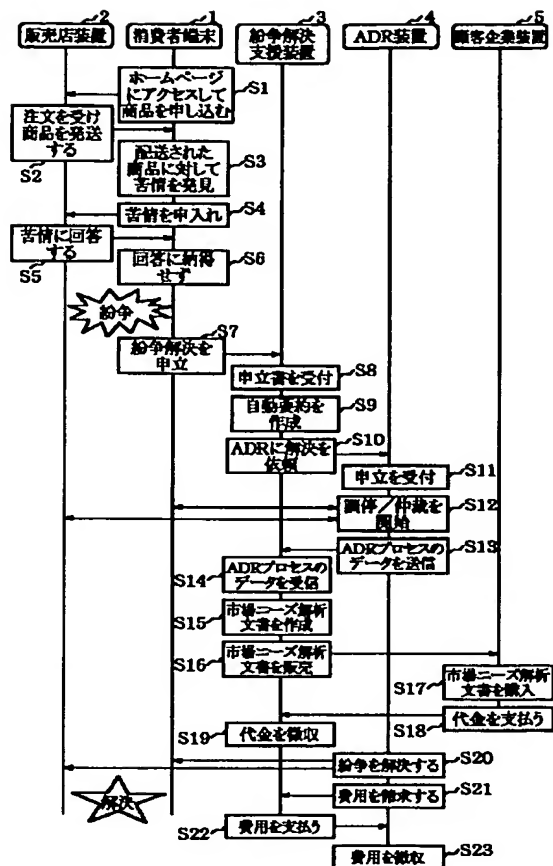 2
1
3
4
5
販売店装置
消費者端末
紛争解決
支援装置
ADR装置
顧客企業装置
ホームページ
にアクセスして
商品を申し込む
S1
注文を受け
商品を発送
する
S2
配送された
商品に対して
苦情を発見
S3
苦情を申入れ
S4
苦情に回答
する
S5
回答に納得
せず
S6
紛争
紛争解決を
申立
S7
申立書を受付
S8
自動要約を
作成
S9
ADRに解決を
依頼
S10
申立を受付
S11
調停/仲裁を
開始
S12
ADRプロセスの
データを送信
S13
S14
ADRプロセスの
データを受信
S15
市場ニーズ解析
文書を作成
S16
市場ニーズ解析
文書を販売
S17
市場ニーズ解析
文書を購入
代金を支払う
S18
S19
代金を徴収
紛争を解決する
S20
費用を請求する
S21
解決
S22
費用を支払う
費用を徴収
S23